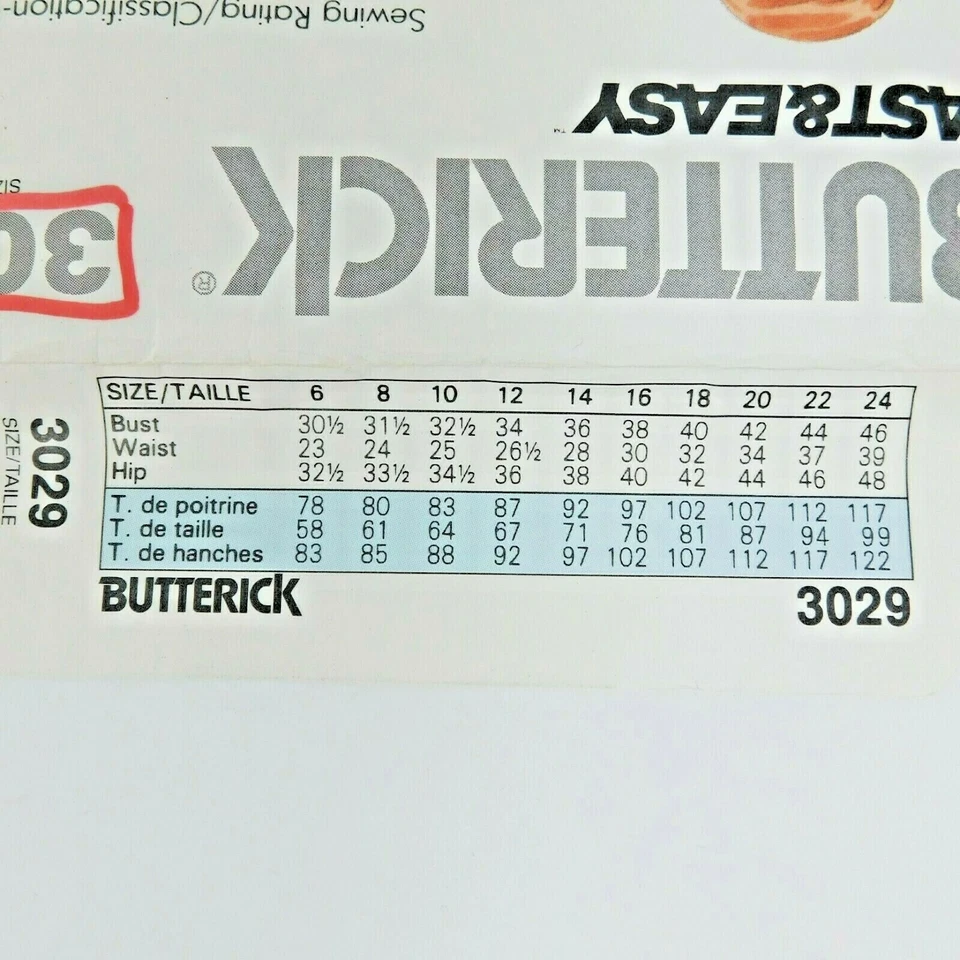 Sewing Rating/Classification-
AST&EASY™
BUTTERICK®
SIZ
30
3029
SIZE/TAILLE
SIZE/TAILLE 6 8 10 12 14 16 18 20 22 24
Bust 30½ 31½ 32½ 34 36 38 40 42 44 46
Waist 23 24 25 26½ 28 30 32 34 37 39
Hip 32½ 33½ 34½ 36 38 40 42 44 46 48
T. de poitrine 78 80 83 87 92 97 102 107 112 117
T. de taille 58 61 64 67 71 76 81 87 94 99
T. de hanches 83 85 88 92 97 102 107 112 117 122
BUTTERICK 3029